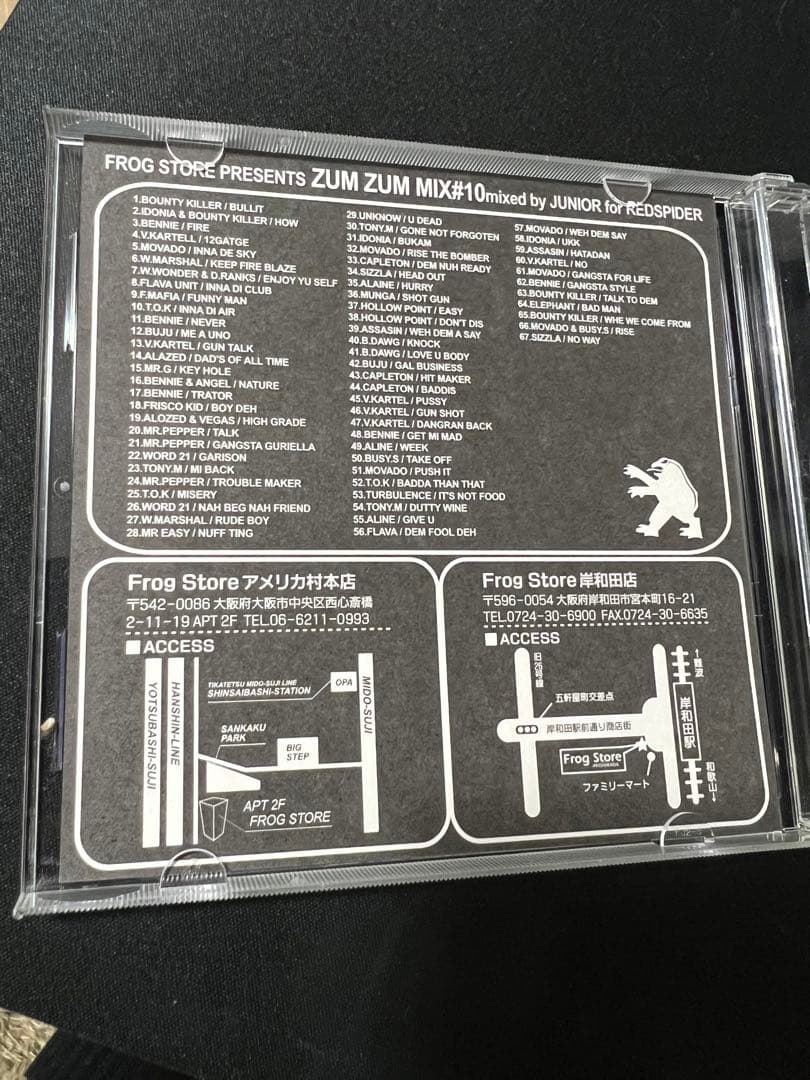 FROG STORE PRESENTS ZUM ZUM MIX#10mixed by JUNIOR for REDSPIDER
1.BOUNTY KILLER / BULLIT
2.IDONIA & BOUNTY KILLER / HOW
3.BENNIE / FIRE
4.V.KARTELL / 12GATGE
5.MOVADO / INNA DE SKY
6.W.MARSHAL / KEEP FIRE BLAZE
7.W.WONDER & D.RANKS / ENJOY YU SELF
8.FLAVA UNIT / INNA DI CLUB
9.F.MAFIA / FUNNY MAN
10.T.O.K / INNA DI AIR
11.BENNIE / NEVER
12.BUJU / ME A UNO
13.V.KARTEL / GUN TALK
14.ALAZED / DAD'S OF ALL TIME
15.MR.G / KEY HOLE
16.BENNIE & ANGEL / NATURE
17.BENNIE / TRATOR
18.FRISCO KID / BOY DEH
19.ALOZED & VEGAS / HIGH GRADE
20.MR.PEPPER / TALK
21.MR.PEPPER / GANGSTA GURIELLA
22.WORD 21 / GARISON
23.TONY.M / MI BACK
24.MR.PEPPER / TROUBLE MAKER
25.T.O.K / MISERY
26.WORD 21 / NAH BEG NAH FRIEND
27.W.MARSHAL / RUDE BOY
28.MR EASY / NUFF TING
29.UNKNOW / U DEAD
30.TONY.M / GONE NOT FORGOTEN
31.IDONIA / BUKAM
32.MOVADO / RISE THE BOMBER
33.CAPLETON / DEM NUH READY
34.SIZZLA / HEAD OUT
35.ALAINE / HURRY
36.MUNGA / SHOT GUN
37.HOLLOW POINT / EASY
38.HOLLOW POINT / DON'T DIS
39.ASSASIN / WEH DEM A SAY
40.B.DAWG / KNOCK
41.B.DAWG / LOVE U BODY
42.BUJU / GAL BUSINESS
43.CAPLETON / HIT MAKER
44.CAPLETON / BADDIS
45.V.KARTEL / PUSSY
46.V.KARTEL / GUN SHOT
47.V.KARTEL / DANGRAN BACK
48.BENNIE / GET MI MAD
49.ALINE / WEEK
50.BUSY.S / TAKE OFF
51.MOVADO / PUSH IT
52.T.O.K / BADDA THAN THAT
53.TURBULENCE / IT'S NOT FOOD
54.TONY.M / DUTTY WINE
55.ALINE / GIVE U
56.FLAVA / DEM FOOL DEH
57.MOVADO / WEH DEM SAY
58.IDONIA / UKK
59.ASSASIN / HATADAN
60.V.KARTEL / NO
61.MOVADO / GANGSTA FOR LIFE
62.BENNIE / GANGSTA STYLE
63.BOUNTY KILLER / TALK TO DEM
64.ELEPHANT / BAD MAN
65.BOUNTY KILLER / WHE WE COME FROM
66.MOVADO & BUSY.S / RISE
67.SIZZLA / NO WAY
Frog Store アメリカ村本店
〒542-0086 大阪府大阪市中央区西心斎橋
2-11-19 APT 2F TEL.06-6211-0993
■ACCESS
YOTSUBASHI-SUJI
HANSHIN-LINE
TIKATETSU MIDO-SUJI LINE
SHINSAIBASHI-STATION
OPA
MIDO-SUJI
SANKAKU
PARK
BIG
STEP
APT 2F
FROG STORE
Frog Store 岸和田店
〒596-0054 大阪府岸和田市宮本町16-21
TEL.0724-30-6900 FAX.0724-30-6635
■ACCESS
旧26号線
五軒屋町交差点
岸和田駅前通り商店街
Frog Store
ファミリーマート
↑難波
岸和田駅
和歌山↓